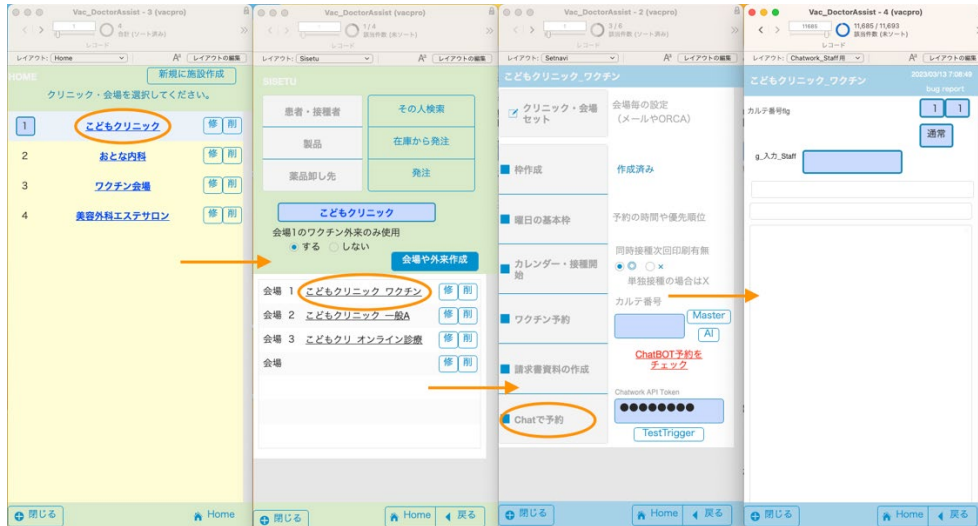 Vac_DoctorAssist - 3 (vacpro)
1
4
合計 (ソート済み)
レコード
レイアウト: Home
レイアウトの編集
HOME
新規に施設作成
クリニック・会場を選択してください。
1 こどもクリニック 修 削
2 おとな内科 修 削
3 ワクチン会場 修 削
4 美容外科エステサロン 修 削
閉じる
Home
Vac_DoctorAssist (vacpro)
1
1/4
該当件数 (未ソート)
レコード
レイアウト: Sisetu
レイアウトの編集
SISETU
患者・接種者 その人検索
製品 在庫から発注
薬品卸し先 発注
こどもクリニック
会場1のワクチン外来のみ使用
する しない
会場や外来作成
会場 1 こどもクリニック ワクチン 修 削
会場 2 こどもクリニック 一般A 修 削
会場 3 こどもクリ オンライン診療 修 削
会場 修 削
閉じる
Home
戻る
Vac_DoctorAssist - 2 (vacpro)
3/6
該当件数 (ソート済み)
レコード
レイアウト: Setnavi
レイアウトの編集
こどもクリニック_ワクチン
クリニック・会場
セット
会場毎の設定
(メールやORCA)
枠作成
作成済み
曜日の基本枠
予約の時間や優先順位
カレンダー・接種開
始
同時接種次回印刷有無
◎ ×
単独接種の場合はX
ワクチン予約
カルテ番号
Master
AI
請求書資料の作成
ChatBOT予約を
チェック
Chatで予約
Chatwork API Token
●●●●●●●●
TestTrigger
閉じる
Home
戻る
Vac_DoctorAssist - 4 (vacpro)
11685
11,685 / 11,693
該当件数 (未ソート)
レコード
レイアウト: Chatwork_Staff用
レイアウトの編集
こどもクリニック_ワクチン
2023/03/13 7:08:49
bug report
カルテ番号flg
1 1
通常
g_入力_Staff
閉じる
Home
戻る